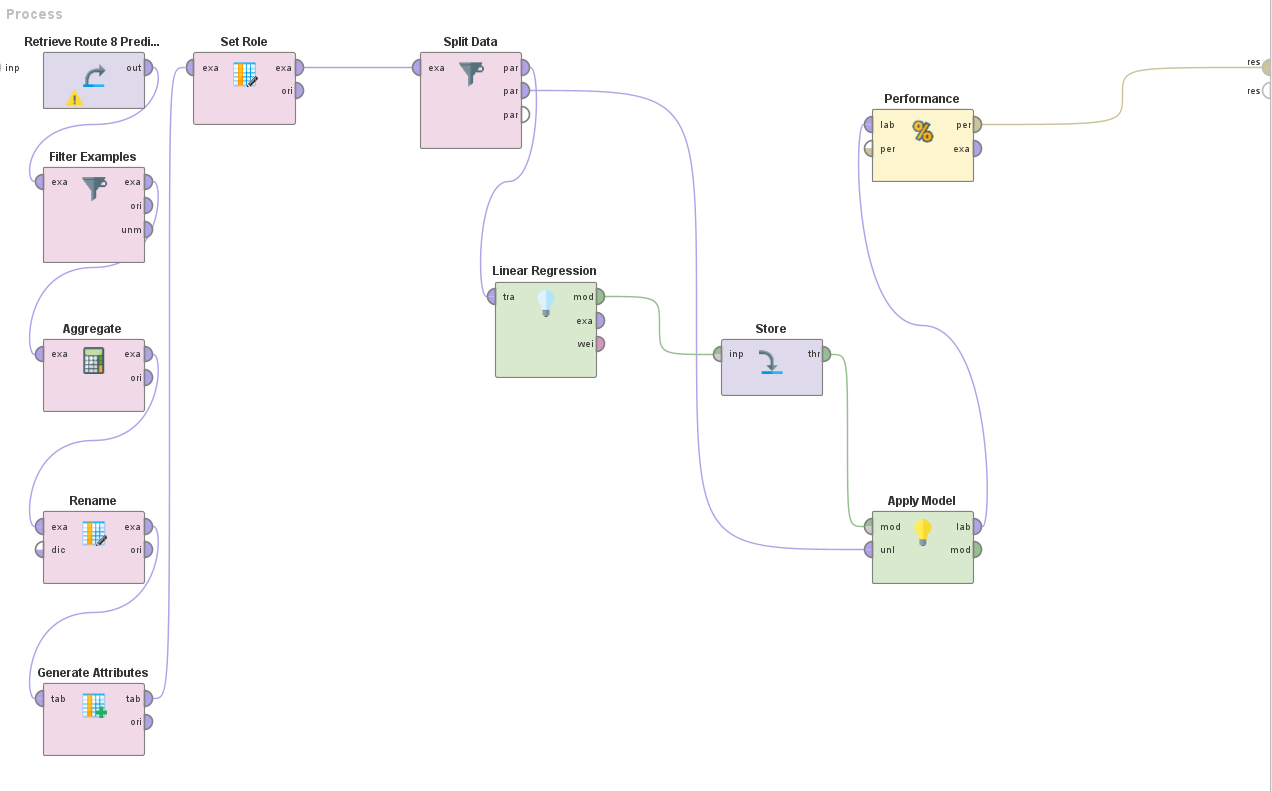 Process
inp
Retrieve Route 8 Predi...
out
Filter Examples
exa exa
ori
unm
Aggregate
exa exa
ori
Rename
exa exa
dic ori
Generate Attributes
tab tab
ori
Set Role
exa exa
ori
Split Data
exa par
par
par
Linear Regression
tra mod
exa
wei
Store
inp thr
Performance
lab per
per exa
%
Apply Model
mod lab
unl mod
res
res